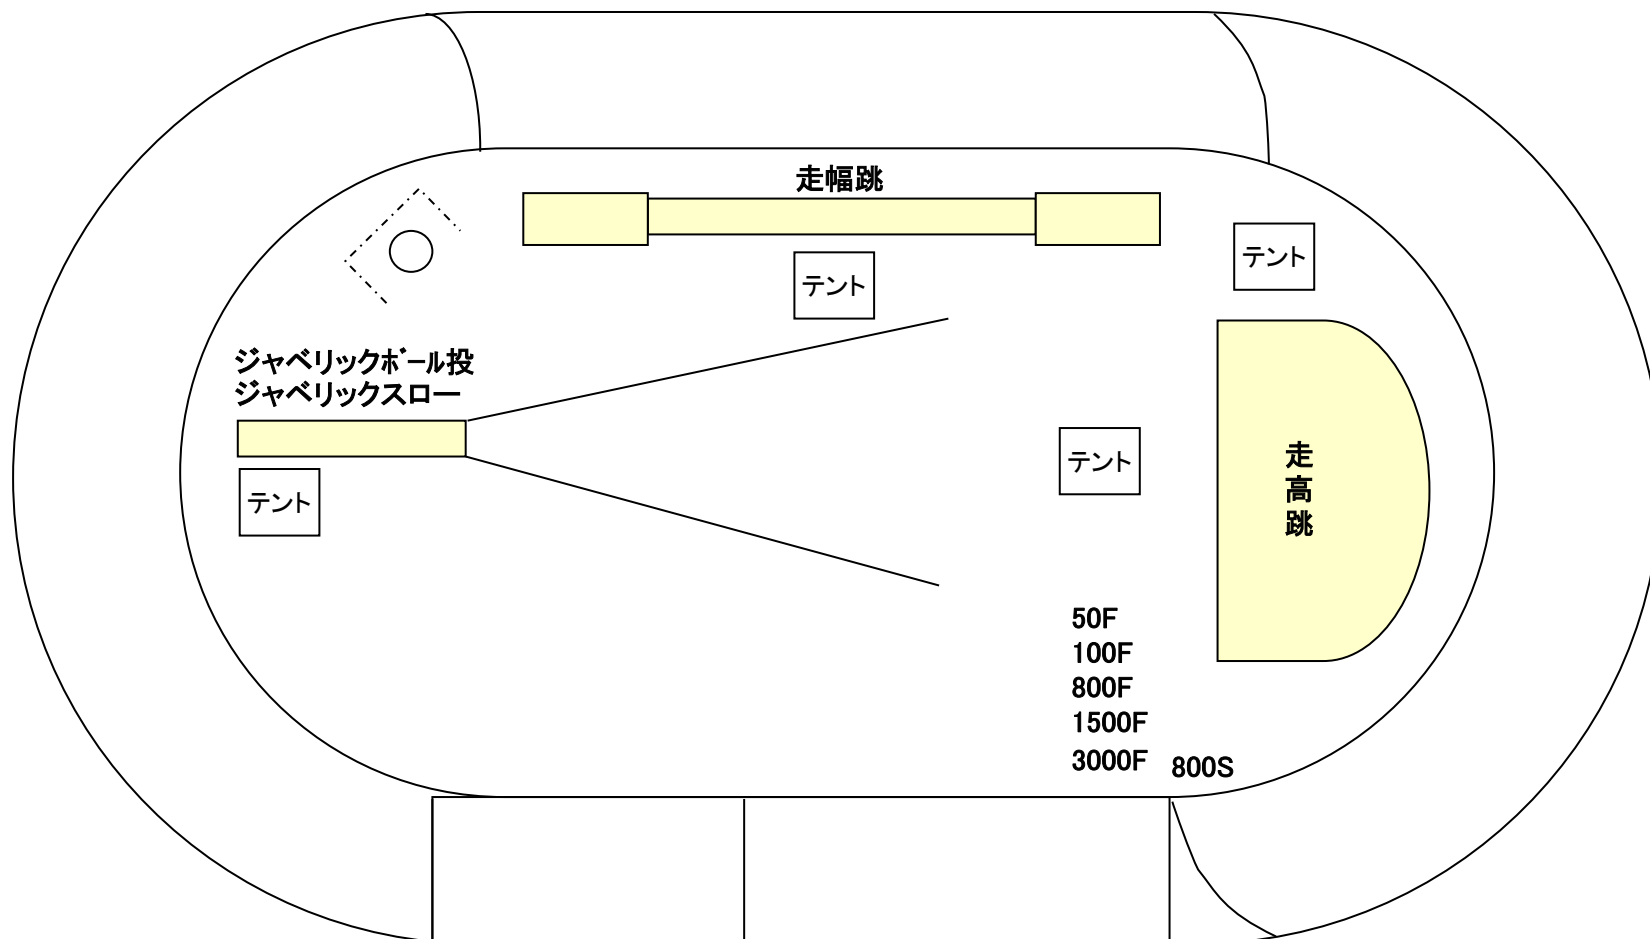 走幅跳
テント
テント
ジャベリックボール投
ジャベリックスロー
テント
走
高
跳
テント
50F
100F
800F
1500F
3000F
800S